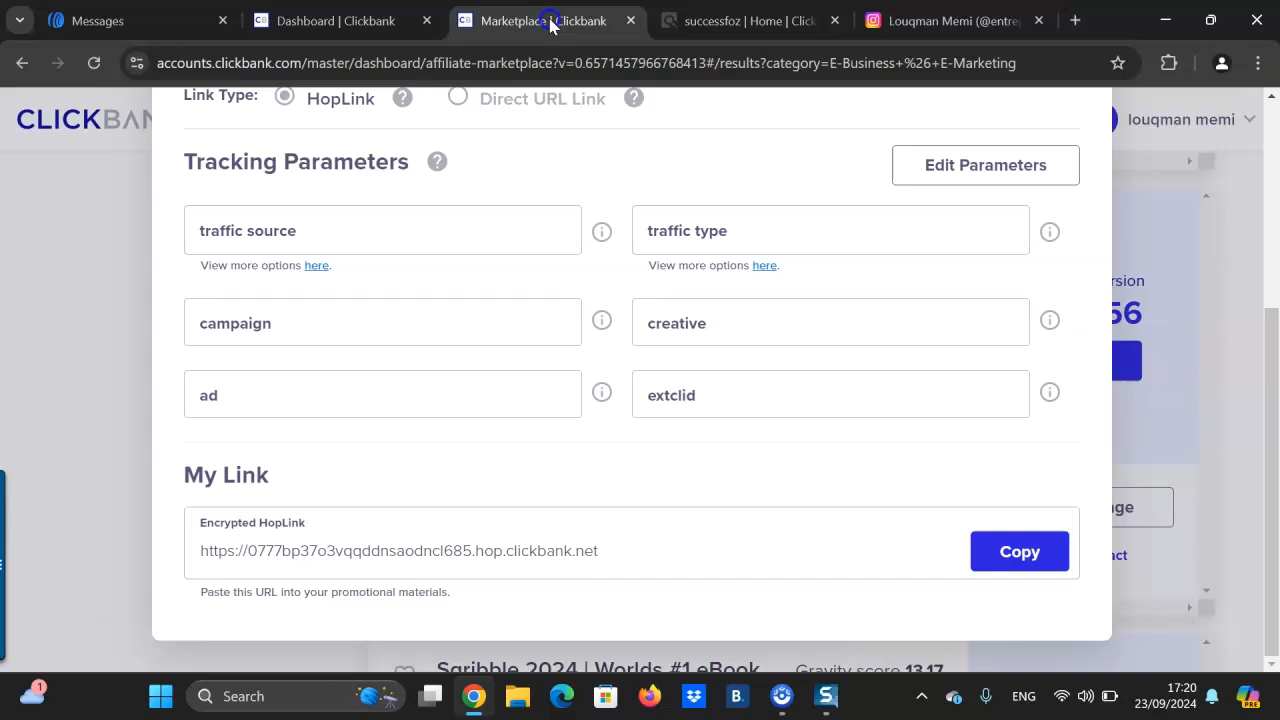 Messages
Dashboard | Clickbank
Marketplace | Clickbank
successfoz | Home | Click
Louqman Memi (@entre
accounts.clickbank.com/master/dashboard/affiliate-marketplace?v=0.6571457966768413#/results?category=E-Business+%26+E-Marketing
CLICKBAN
louqman memi
Link Type:
HopLink
Direct URL Link
Tracking Parameters
Edit Parameters
traffic source
traffic type
View more options here.
View more options here.
rsion
56
campaign
creative
ad
extclid
My Link
Encrypted HopLink
https://0777bp37o3vqqddnsaodncl685.hop.clickbank.net
Copy
Paste this URL into your promotional materials.
ge
act
Scribble 2024 | Worlds #1 eBook
Gravity score 13.17
1
Search
ENG
17:20
23/09/2024